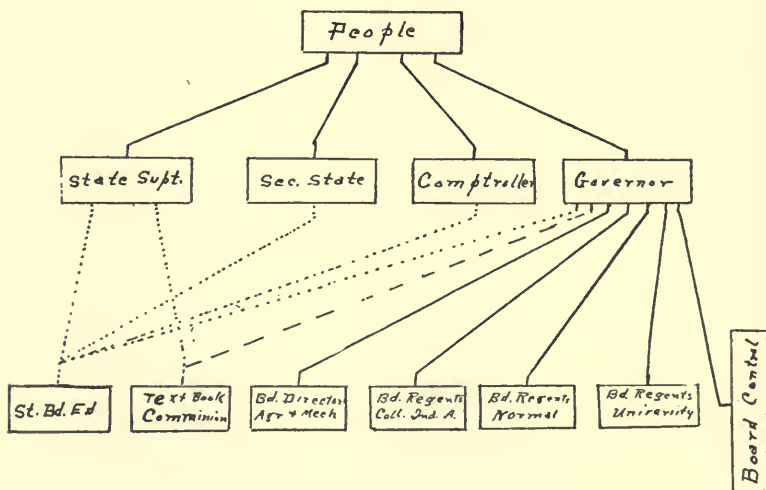 People
State Supt.
Sec. State
Comptroller
Governor
St. Bd. Ed
Text Book
Commission
Bd. Director
Agr + Mech
Bd. Regents
Coll. Ind. A.
Bd. Regents
Normal
Bd. Regents
University
Board Control